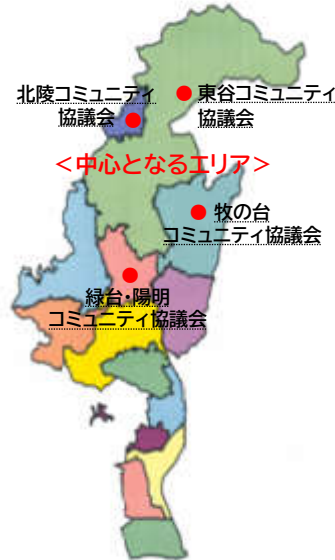 北陵コミュニティ
協議会
東谷コミュニティ
協議会
＜中心となるエリア＞
牧の台
コミュニティ協議会
緑台・陽明
コミュニティ協議会